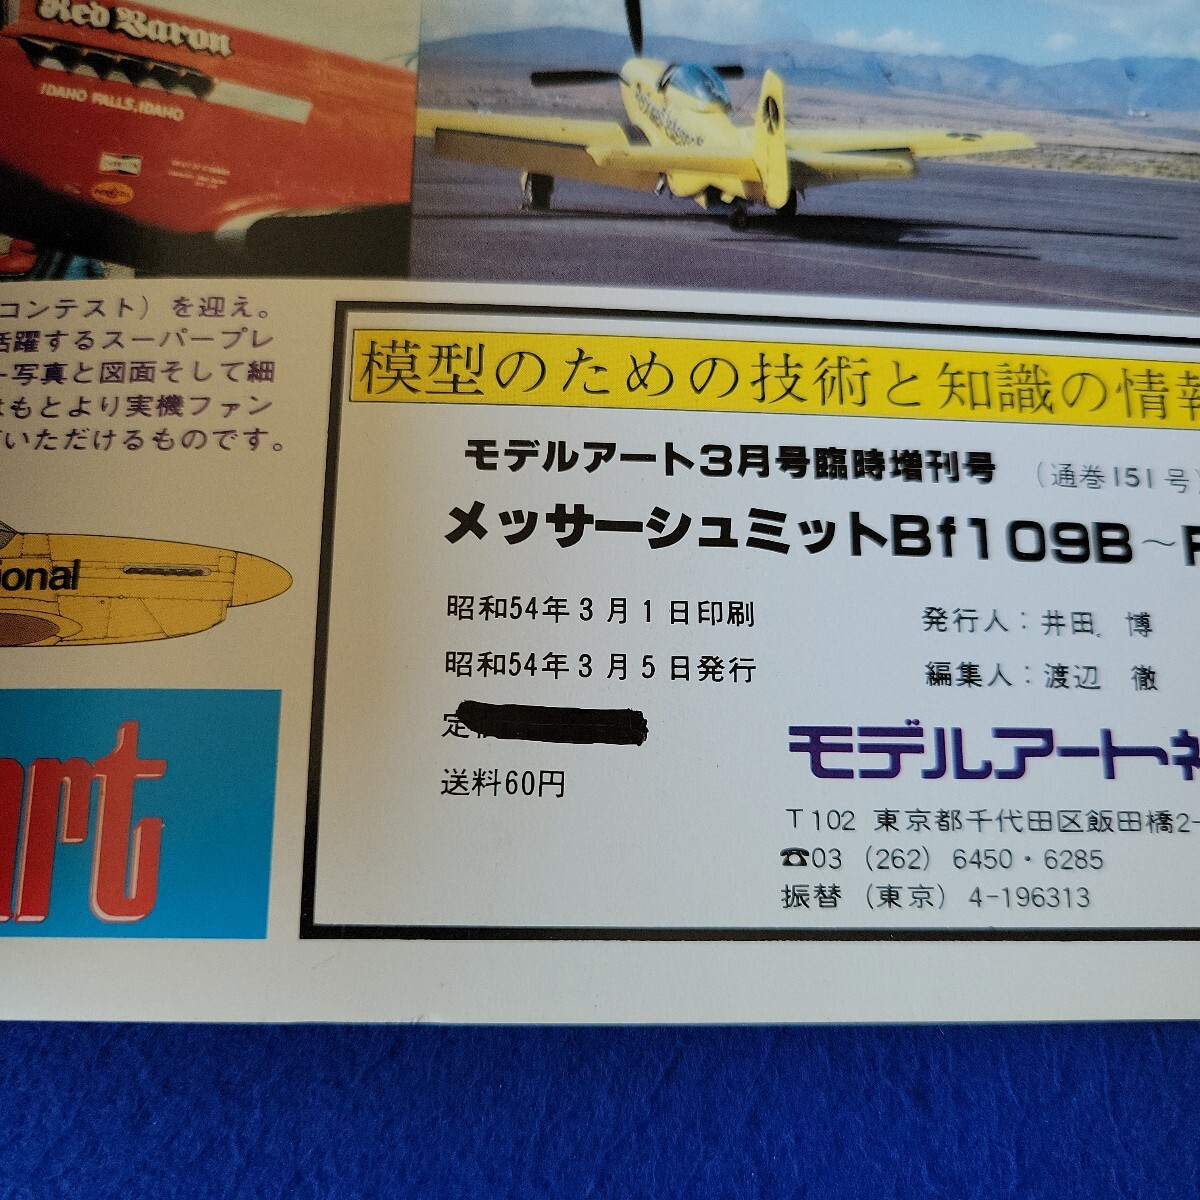 Red Baron
IDAHO FALLS, IDAHO
コンテスト）を迎え。
活躍するスーパープレ
写真と図面そして細
はもとより実機ファン
いただけるものです。
ional
art
模型のための技術と知識の情報
モデルアート3月号臨時増刊号 (通巻151号)
メッサーシュミットBf109B～
昭和54年3月1日印刷
昭和54年3月5日発行
定
送料60円
発行人：井田 博
編集人：渡辺 徹
モデルアート社
〒102 東京都千代田区飯田橋2-
☎03 (262) 6450・6285
振替 (東京) 4-196313